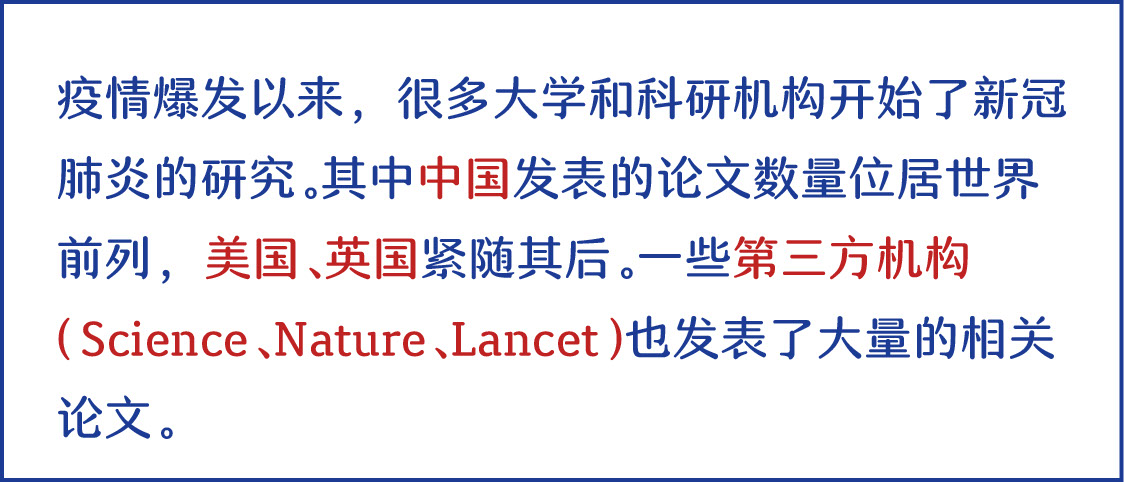 疫情爆发以来，很多大学和科研机构开始了新冠
肺炎的研究。其中中国发表的论文数量位居世界
前列，美国、英国紧随其后。一些第三方机构
(Science、Nature、Lancet)也发表了大量的相关
论文。